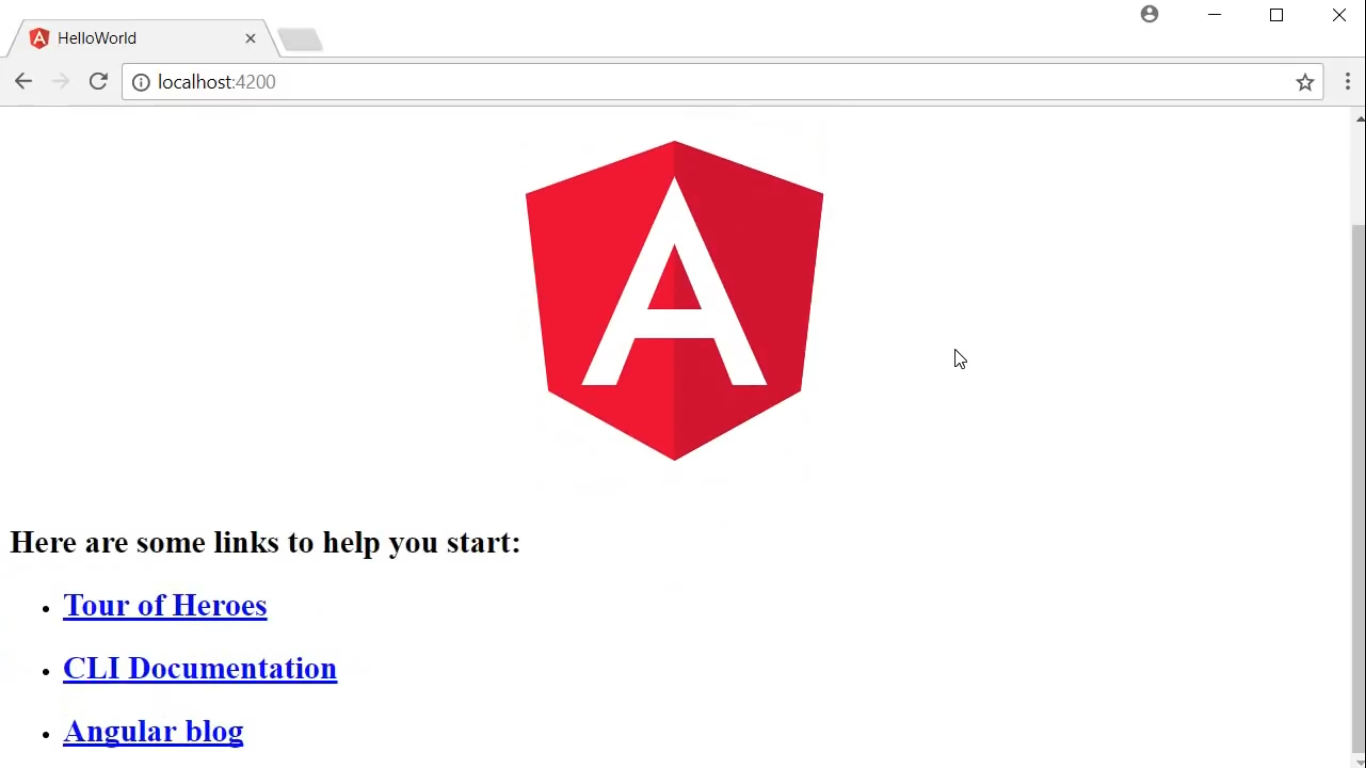 HelloWorld
localhost:4200
A
Here are some links to help you start:
Tour of Heroes
CLI Documentation
Angular blog